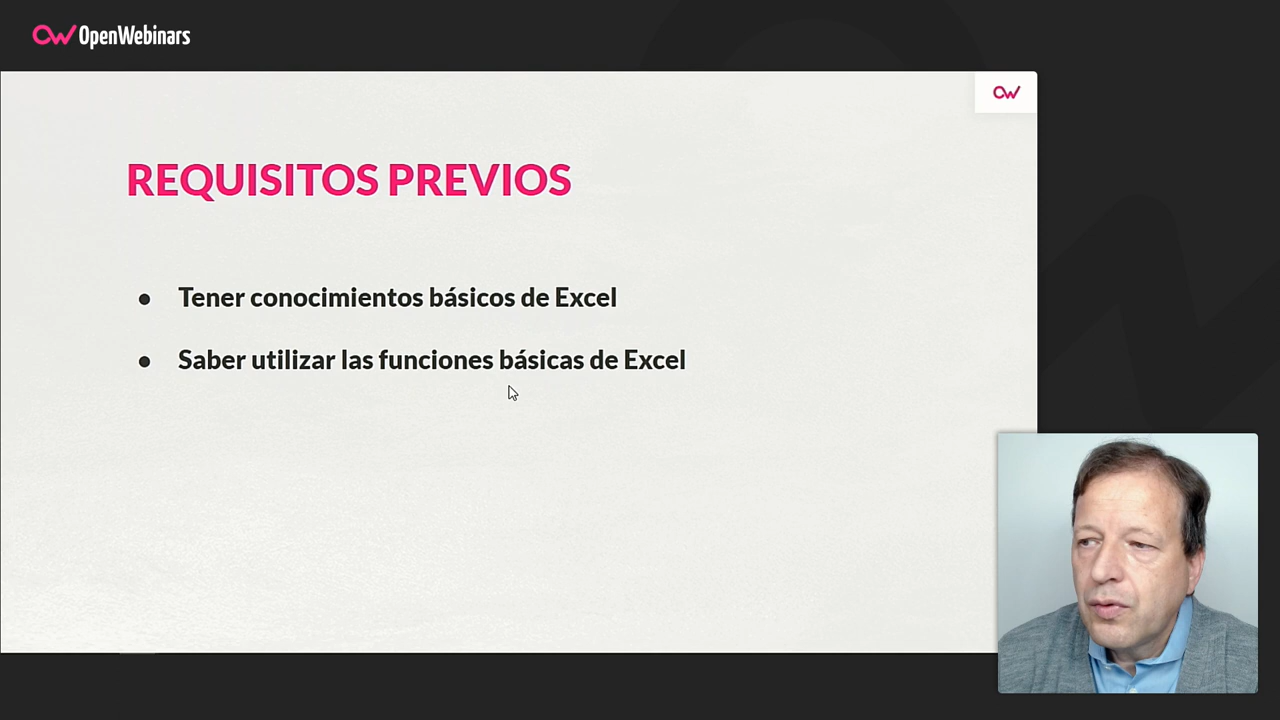 OpenWebinars
REQUISITOS PREVIOS
● Tener conocimientos básicos de Excel
● Saber utilizar las funciones básicas de Excel